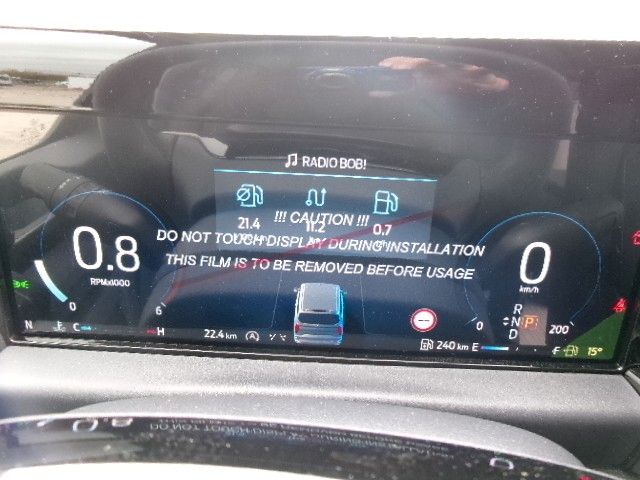 RADIO BOB!
21.4 11.2 0.7
!!! CAUTION !!!
DO NOT TOUCH DISPLAY DURING INSTALLATION
THIS FILM IS TO BE REMOVED BEFORE USAGE
0.8
RPMx1000
0 6
0
km/h
0 200
R
N P
D
N C H
22.4 km A
240 km E F 15°